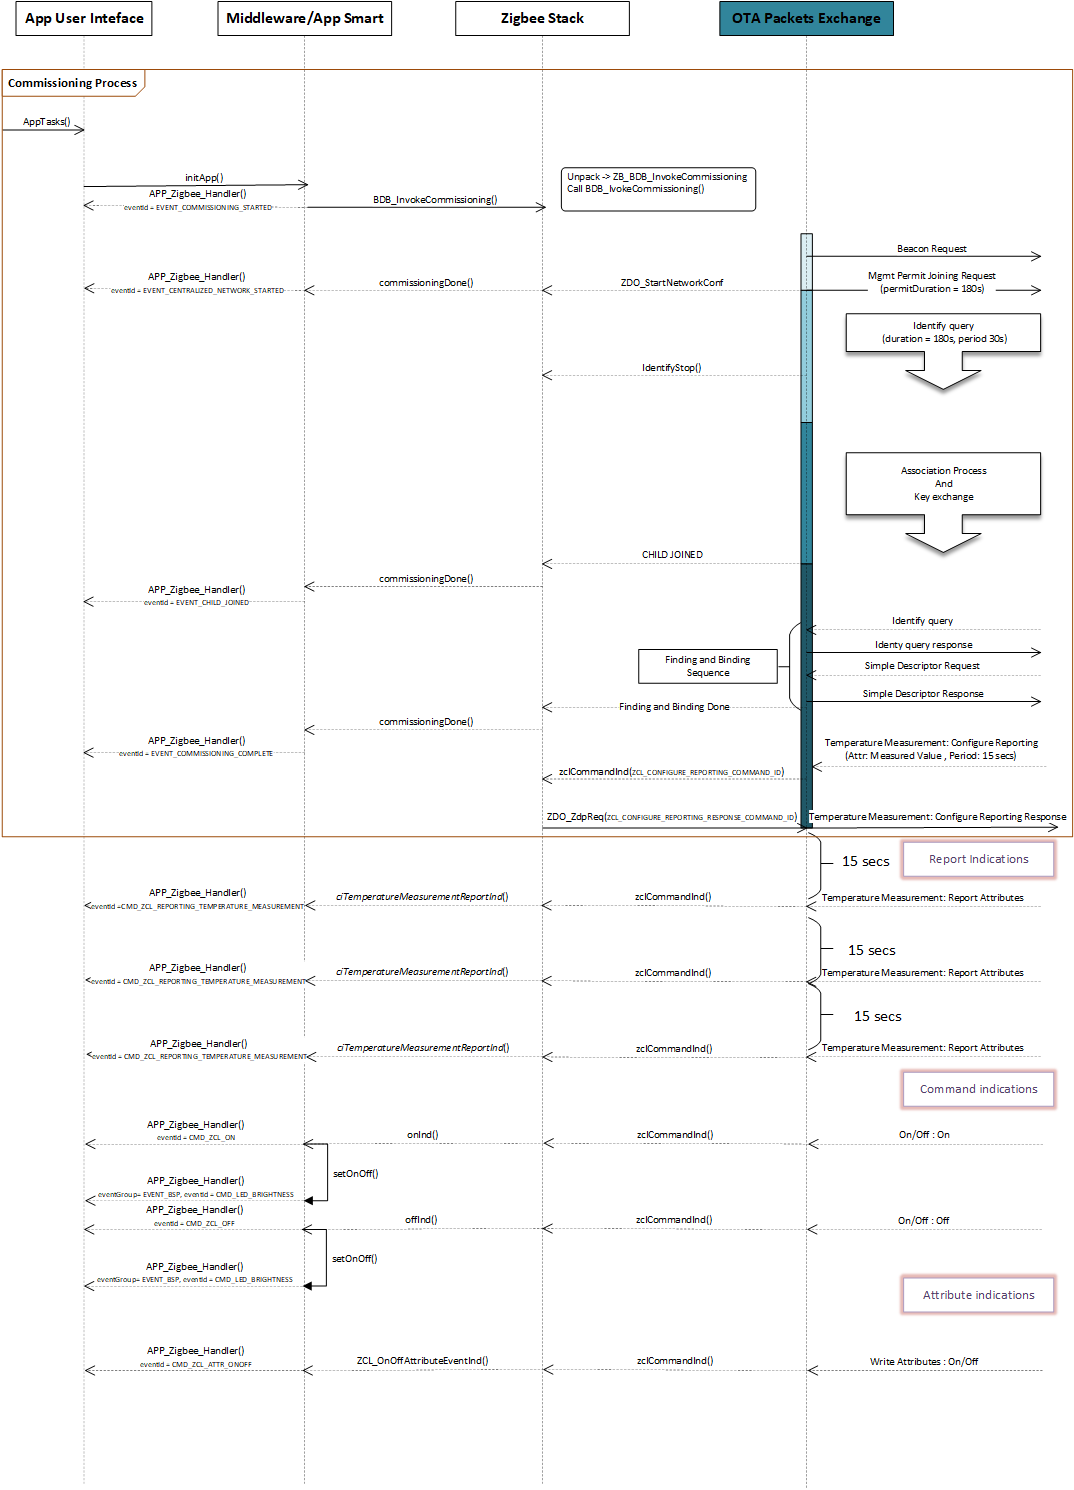 App User Inteface
Middleware/App Smart
Zigbee Stack
OTA Packets Exchange
Commissioning Process
AppTasks()
initApp()
APP_Zigbee_Handler()
eventId = EVENT_COMMISSIONING_STARTED
BDB_InvokeCommissioning()
Unpack -> ZB_BDB_InvokeCommissioning
Call BDB_IvokeCommissioning()
Beacon Request
APP_Zigbee_Handler()
eventId = EVENT_CENTRALIZED_NETWORK_STARTED
commissioningDone()
ZDO_StartNetworkConf
Mgmt Permit Joining Request
(permitDuration = 180s)
Identify query
(duration = 180s, period 30s)
IdentifyStop()
Association Process
And
Key exchange
CHILD JOINED
commissioningDone()
APP_Zigbee_Handler()
eventId = EVENT_CHILD_JOINED
Identify query
Identy query response
Finding and Binding
Sequence
Simple Descriptor Request
Simple Descriptor Response
Finding and Binding Done
commissioningDone()
APP_Zigbee_Handler()
eventId = EVENT_COMMISSIONING_COMPLETE
Temperature Measurement: Configure Reporting
(Attr: Measured Value , Period: 15 secs)
zclCommandInd(ZCL_CONFIGURE_REPORTING_COMMAND_ID)
ZDO_ZdpReq(ZCL_CONFIGURE_REPORTING_RESPONSE_COMMAND_ID)
Temperature Measurement: Configure Reporting Response
15 secs
Report Indications
APP_Zigbee_Handler()
eventId =CMD_ZCL_REPORTING_TEMPERATURE_MEASUREMENT
ciTemperatureMeasurementReportInd()
zclCommandInd()
Temperature Measurement: Report Attributes
15 secs
APP_Zigbee_Handler()
eventId = CMD_ZCL_REPORTING_TEMPERATURE_MEASUREMENT
ciTemperatureMeasurementReportInd()
zclCommandInd()
Temperature Measurement: Report Attributes
15 secs
APP_Zigbee_Handler()
eventId = CMD_ZCL_REPORTING_TEMPERATURE_MEASUREMENT
ciTemperatureMeasurementReportInd()
zclCommandInd()
Temperature Measurement: Report Attributes
Command indications
APP_Zigbee_Handler()
eventId = CMD_ZCL_ON
onInd()
zclCommandInd()
On/Off : On
setOnOff()
APP_Zigbee_Handler()
eventGroup= EVENT_BSP, eventId = CMD_LED_BRIGHTNESS
APP_Zigbee_Handler()
eventId = CMD_ZCL_OFF
offInd()
zclCommandInd()
On/Off : Off
setOnOff()
APP_Zigbee_Handler()
eventGroup= EVENT_BSP, eventId = CMD_LED_BRIGHTNESS
Attribute indications
APP_Zigbee_Handler()
eventId = CMD_ZCL_ATTR_ONOFF
ZCL_OnOffAttributeEventInd()
zclCommandInd()
Write Attributes : On/Off